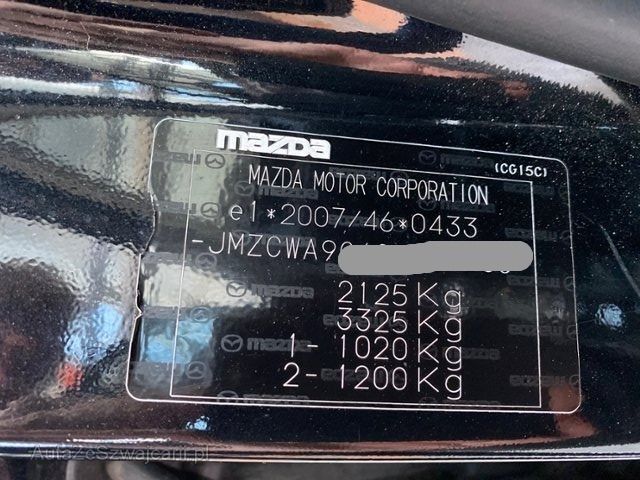 mazda
(CG15C)
MAZDA MOTOR CORPORATION
e1*2007/46*0433
-JMZCWA90
2125 Kg
3325 Kg
1- 1020 Kg
2- 1200 Kg
AutaZeSzwajcarii.pl